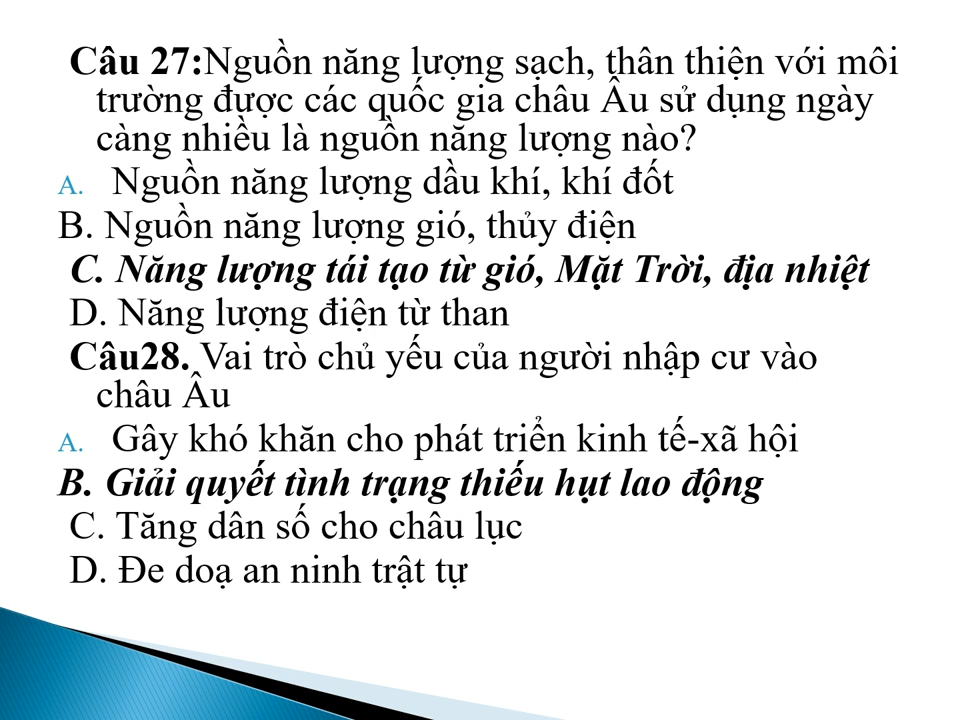 Câu 27:Nguồn năng lượng sạch, thân thiện với môi
trường được các quốc gia châu Âu sử dụng ngày
càng nhiều là nguồn năng lượng nào?
A. Nguồn năng lượng dầu khí, khí đốt
B. Nguồn năng lượng gió, thủy điện
C. Năng lượng tái tạo từ gió, Mặt Trời, địa nhiệt
D. Năng lượng điện từ than
Câu28. Vai trò chủ yếu của người nhập cư vào
châu Âu
A. Gây khó khăn cho phát triển kinh tế-xã hội
B. Giải quyết tình trạng thiếu hụt lao động
C. Tăng dân số cho châu lục
D. Đe doạ an ninh trật tự